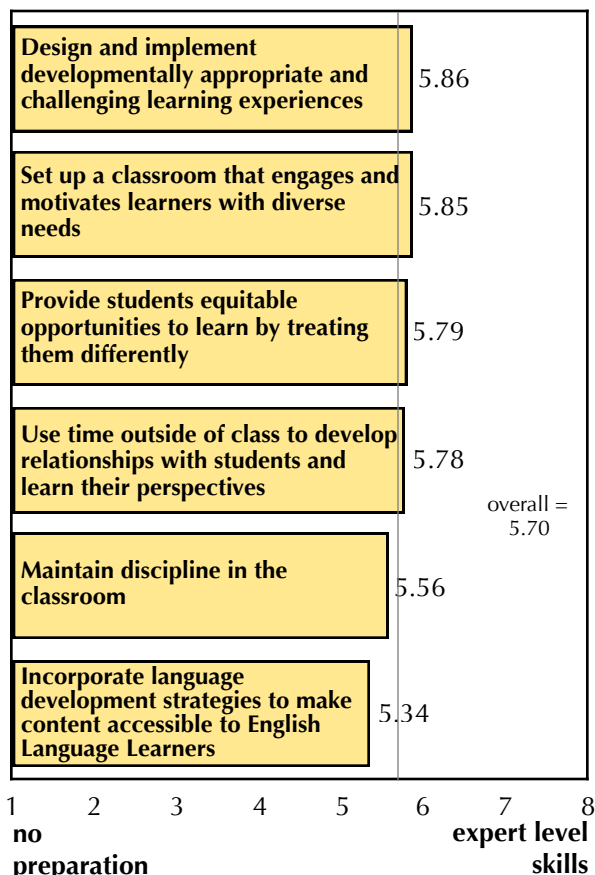 Design and implement
developmentally appropriate and
challenging learning experiences
5.86
Set up a classroom that engages and
motivates learners with diverse
needs
5.85
Provide students equitable
opportunities to learn by treating
them differently
5.79
Use time outside of class to develop
relationships with students and
learn their perspectives
5.78
overall =
5.70
Maintain discipline in the
classroom
5.56
Incorporate language
development strategies to make
content accessible to English
Language Learners
5.34
1 2 3 4 5 6 7 8
no
preparation
expert level
skills